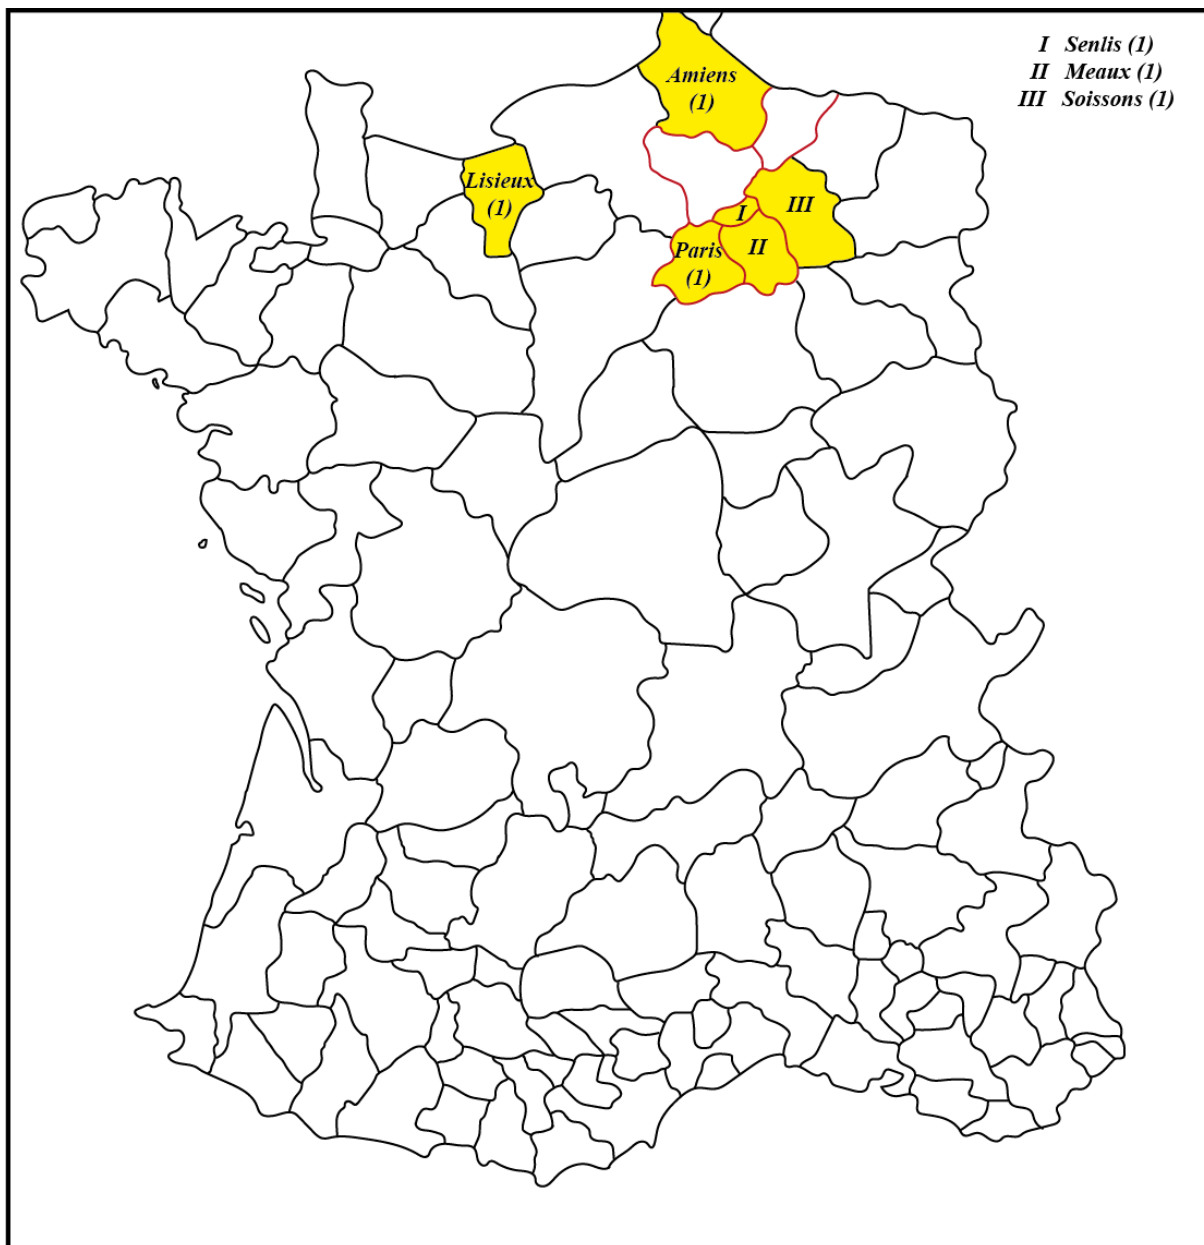 I Senlis (1)
II Meaux (1)
III Soissons (1)
Amiens
(1)
Lisieux
(1)
I
III
Paris
(1)
II